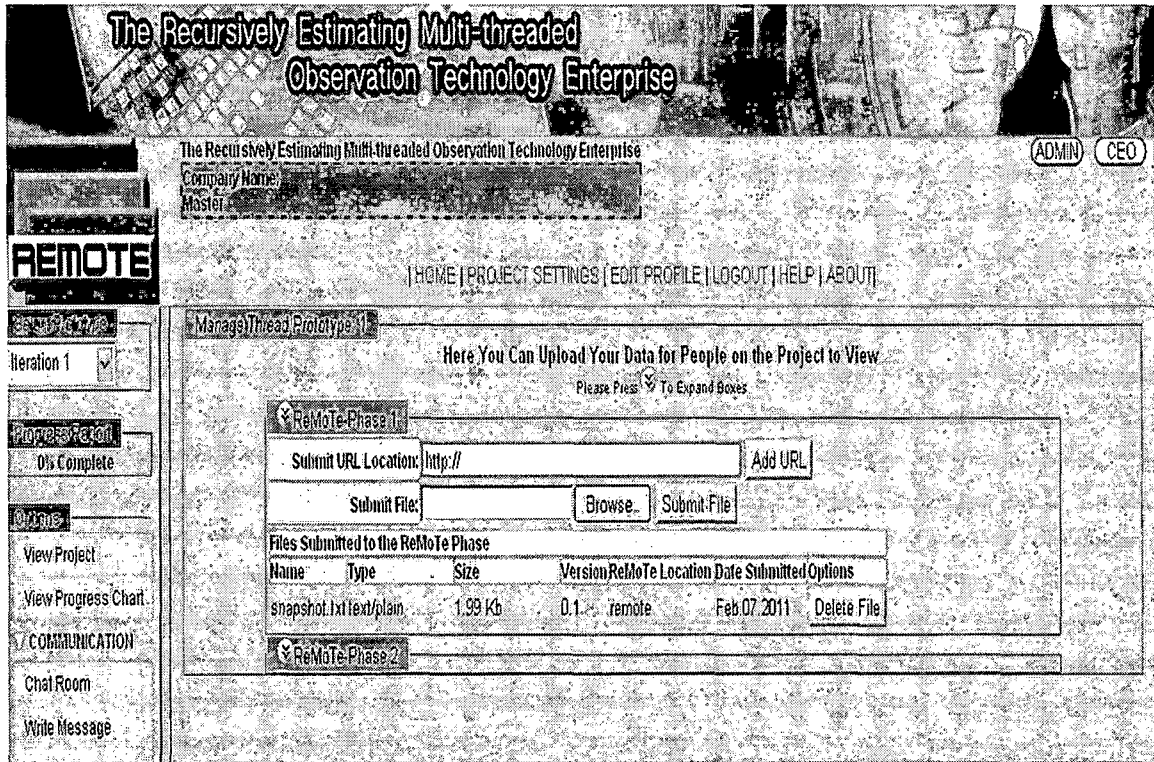 The Recursively Estimating Multi-threaded
Observation Technology Enterprise
The Recursively Estimating Multi-threaded Observation Technology Enterprise
ADMIN CEO
Company Name:
Master
REMOTE
| HOME | PROJECT SETTINGS | EDIT PROFILE | LOGOUT | HELP | ABOUT|
Iteration 1
Manage Thread Prototype 1
Here You Can Upload Your Data for People on the Project to View
Please Press To Expand Boxes
Progress Report
0% Complete
Options
View Project
View Progress Chart
COMMUNICATION
Chat Room
Write Message
ReMoTe-Phase 1
Submit URL Location: http:// Add URL
Submit File: Browse... Submit File
Files Submitted to the ReMoTe Phase
Name Type Size Version ReMoTe Location Date Submitted Options
snapshot.txt text/plain 1.99 Kb 0.1 remote Feb.07.2011 Delete File
ReMoTe-Phase 2